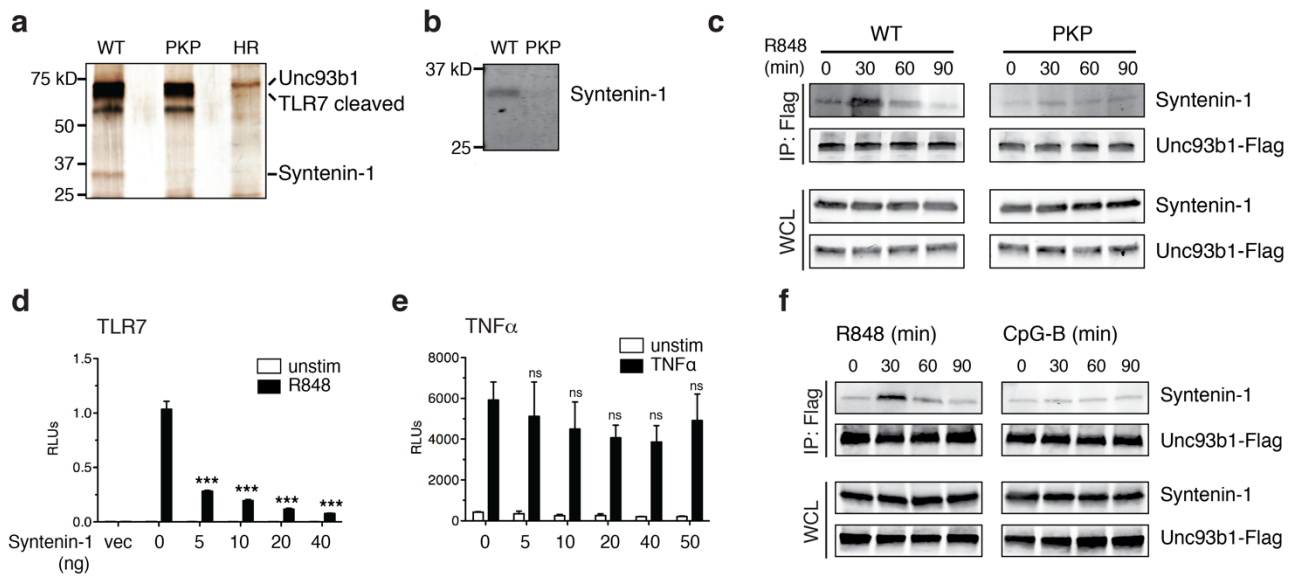 a
WT PKP HR
75 kD
50
37
25
Unc93b1
TLR7 cleaved
Syntenin-1
b
WT PKP
37 kD
25
Syntenin-1
c
WT PKP
R848
(min)
0 30 60 90 0 30 60 90
IP: Flag
Syntenin-1
Unc93b1-Flag
WCL
Syntenin-1
Unc93b1-Flag
d
TLR7
unstim
R848
RLUs
1.5
1.0
0.5
0.0
*** *** *** ***
Syntenin-1 vec 0 5 10 20 40
(ng)
e
TNFα
unstim
TNFα
RLUs
8000
6000
4000
2000
0
ns ns ns ns ns
0 5 10 20 40 50
f
R848 (min) CpG-B (min)
0 30 60 90 0 30 60 90
IP: Flag
Syntenin-1
Unc93b1-Flag
WCL
Syntenin-1
Unc93b1-Flag